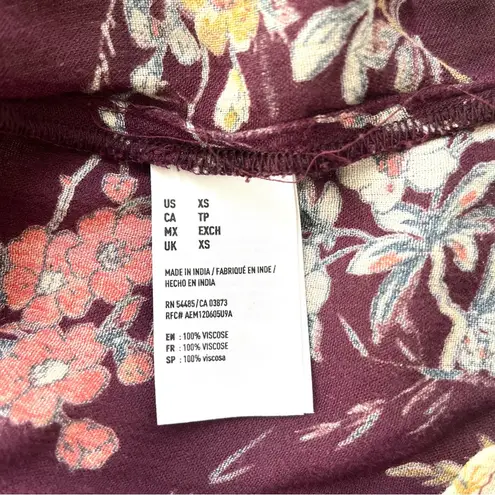 US XS
CA TP
MX EXCH
UK XS
MADE IN INDIA / FABRIQUÉ EN INDE /
HECHO EN INDIA
RN 54485 / CA 03873
RFC# AEM120605U9A
EN : 100% VISCOSE
FR : 100% VISCOSE
SP : 100% viscosa